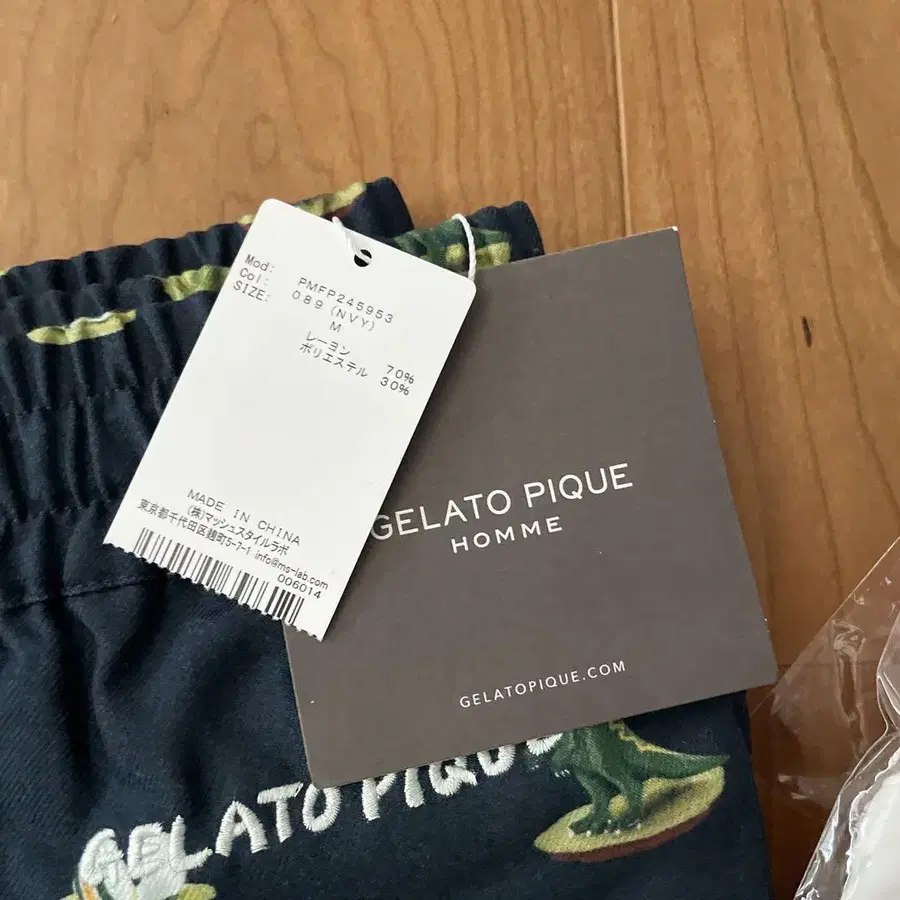 Mod: PMFP245953
Col: 089(NVY)
SIZE: M
レーヨン 70%
ポリエステル 30%
MADE IN CHINA
(株)マッシュスタイルラボ
東京都千代田区麹町5-7-1 info@ms-lab.com
006014
GELATO PIQUE
HOMME
GELATOPIQUE.COM
GELATO PIQUE